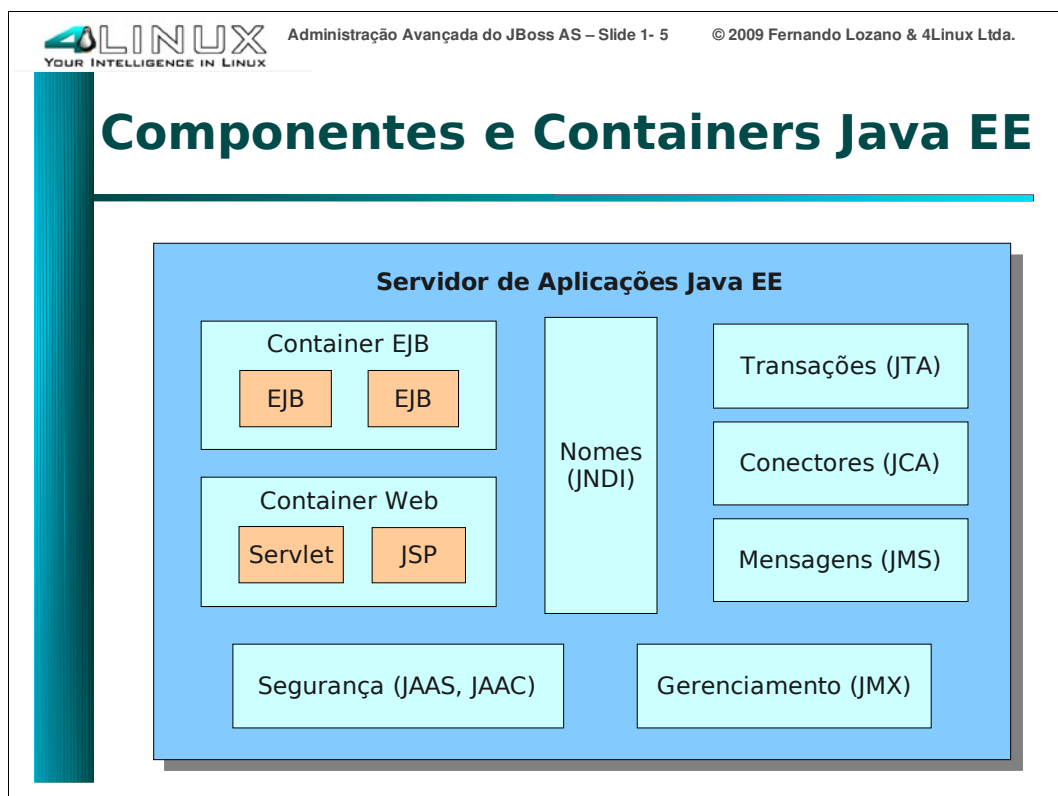 4LINUX
YOUR INTELLIGENCE IN LINUX
Administração Avançada do JBoss AS – Slide 1- 5
© 2009 Fernando Lozano & 4Linux Ltda.
Componentes e Containers Java EE
Servidor de Aplicações Java EE
Container EJB
EJB
EJB
Container Web
Servlet
JSP
Nomes
(JNDI)
Transações (JTA)
Conectores (JCA)
Mensagens (JMS)
Segurança (JAAS, JAAC)
Gerenciamento (JMX)